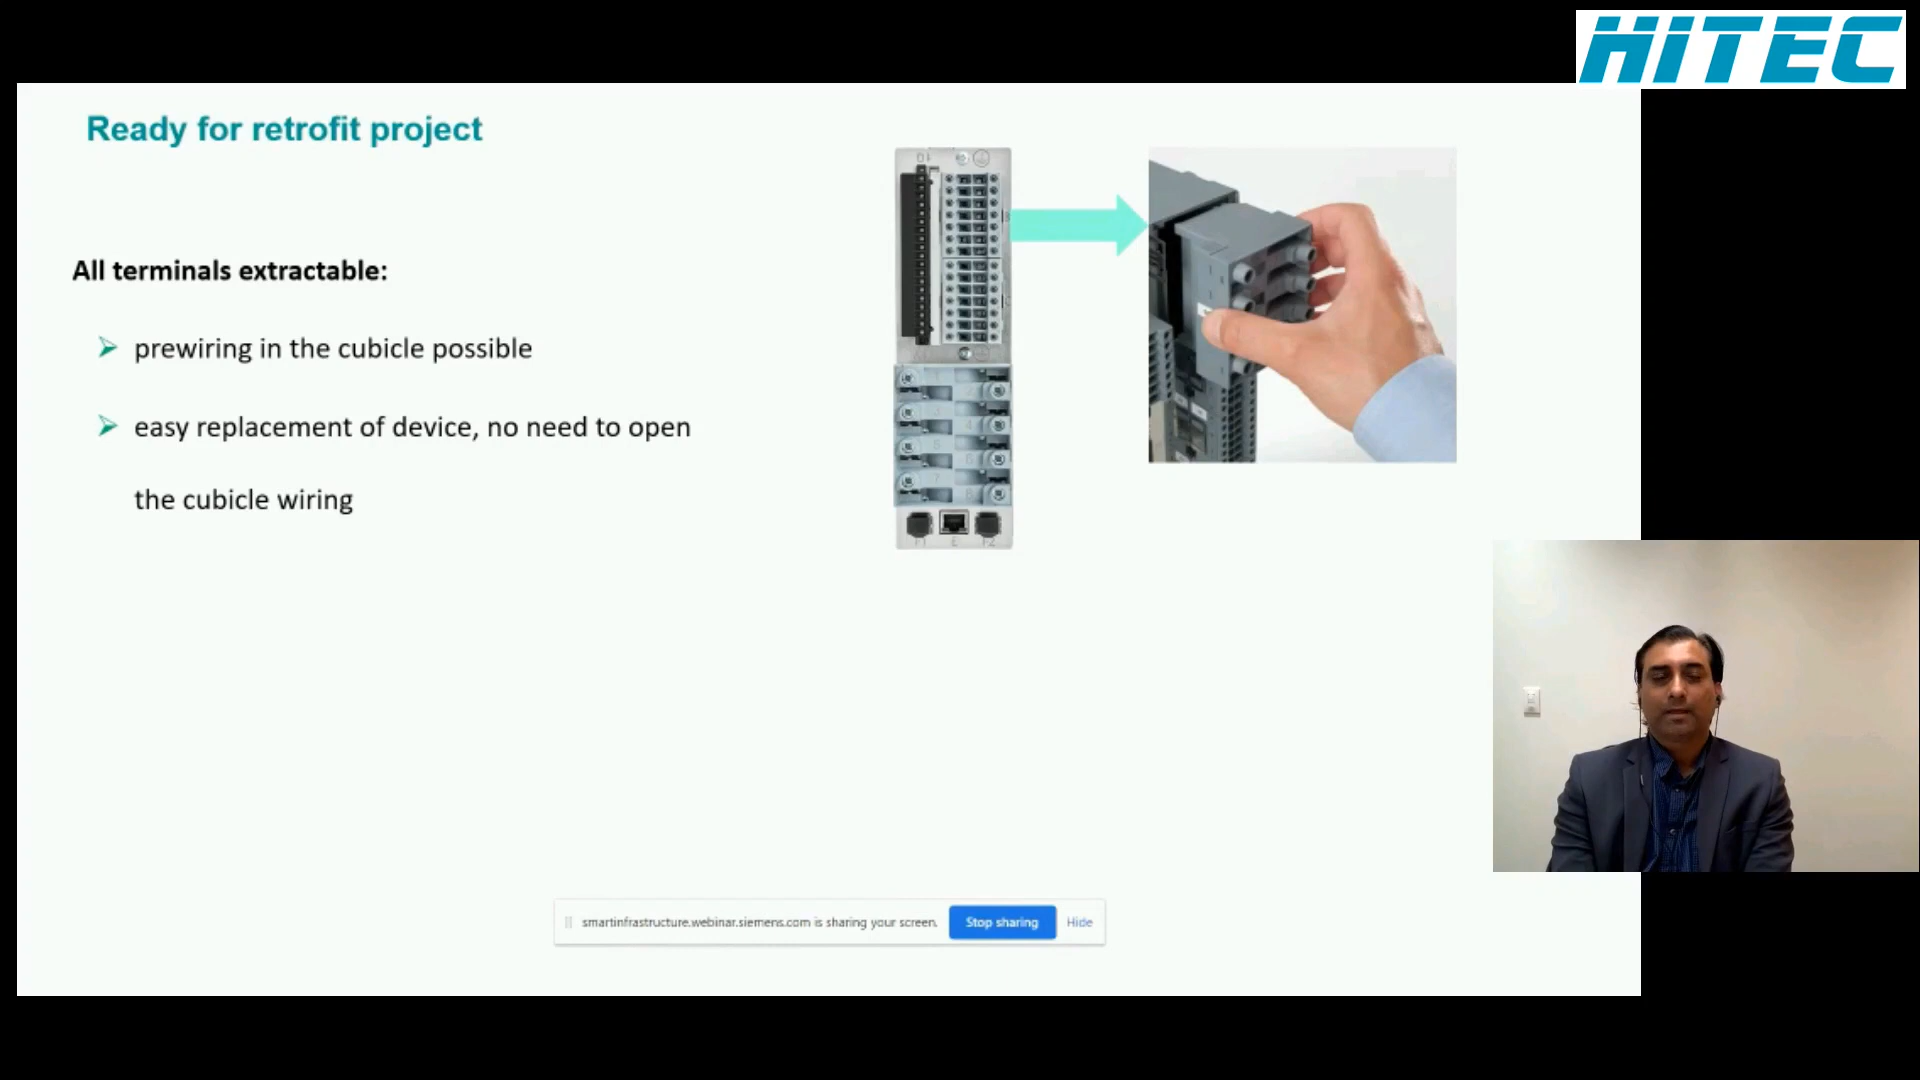 HITEC
Ready for retrofit project
All terminals extractable:
prewiring in the cubicle possible
easy replacement of device, no need to open
the cubicle wiring
smartinfrastructure.webinar.siemens.com is sharing your screen.
Stop sharing
Hide